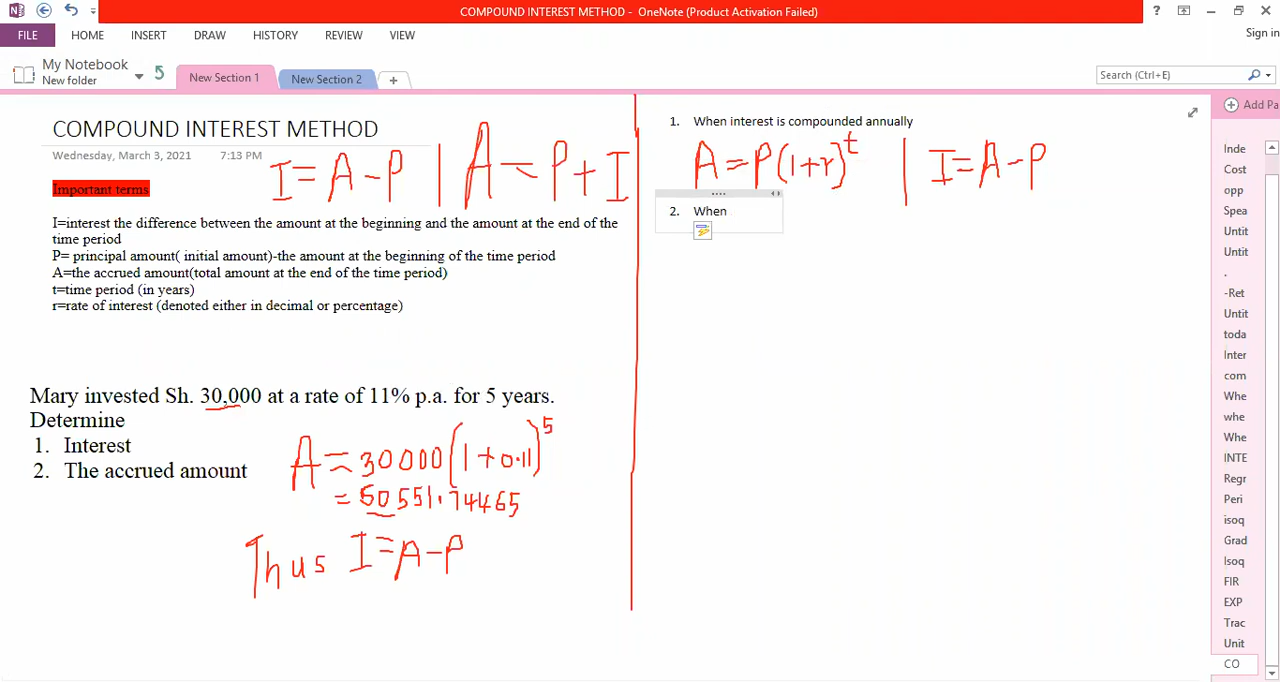 COMPOUND INTEREST METHOD - OneNote (Product Activation Failed)
?
Sign in
FILE HOME INSERT DRAW HISTORY REVIEW VIEW
My Notebook
New folder
New Section 1
New Section 2
+
Search (Ctrl+E)
COMPOUND INTEREST METHOD
Wednesday, March 3, 2021 7:13 PM
I=A-P | A=P+I
Important terms
I=interest the difference between the amount at the beginning and the amount at the end of the
time period
P= principal amount( initial amount)-the amount at the beginning of the time period
A=the accrued amount(total amount at the end of the time period)
t=time period (in years)
r=rate of interest (denoted either in decimal or percentage)
Mary invested Sh. 30,000 at a rate of 11% p.a. for 5 years.
Determine
1. Interest
2. The accrued amount
A=30000(1+0.11)^5
=50551.74465
Thus I=A-P
1. When interest is compounded annually
A=P(1+r)^t | I=A-P
2. When
Add Pa
Inde
Cost
opp
Spea
Untit
Untit
.
-Ret
Untit
toda
Inter
com
Whe
whe
Whe
INTE
Regr
Peri
isoq
Grad
Isoq
FIR
EXP
Trac
Unit
CO